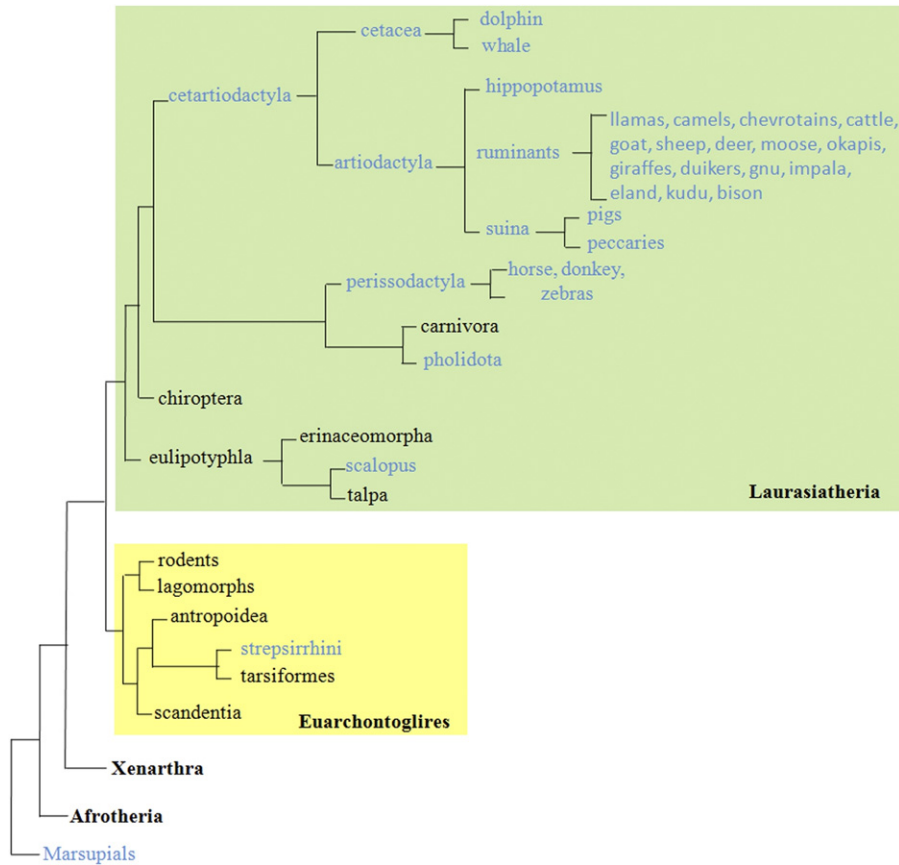 dolphin
cetacea
whale
hippopotamus
cetartiodactyla
llamas, camels, chevrotains, cattle,
goat, sheep, deer, moose, okapis,
ruminants
artiodactyla
giraffes, duikers, gnu, impala,
eland, kudu, bison
pigs
suina
peccaries
horse, donkey,
perissodactyla
zebras
carnivora
pholidota
chiroptera
erinaceomorpha
eulipotyphla
scalopus
talpa
Laurasiatheria
rodents
lagomorphs
antropoidea
strepsirrhini
tarsiformes
scandentia
Euarchontoglires
Xenarthra
Afrotheria
Marsupials